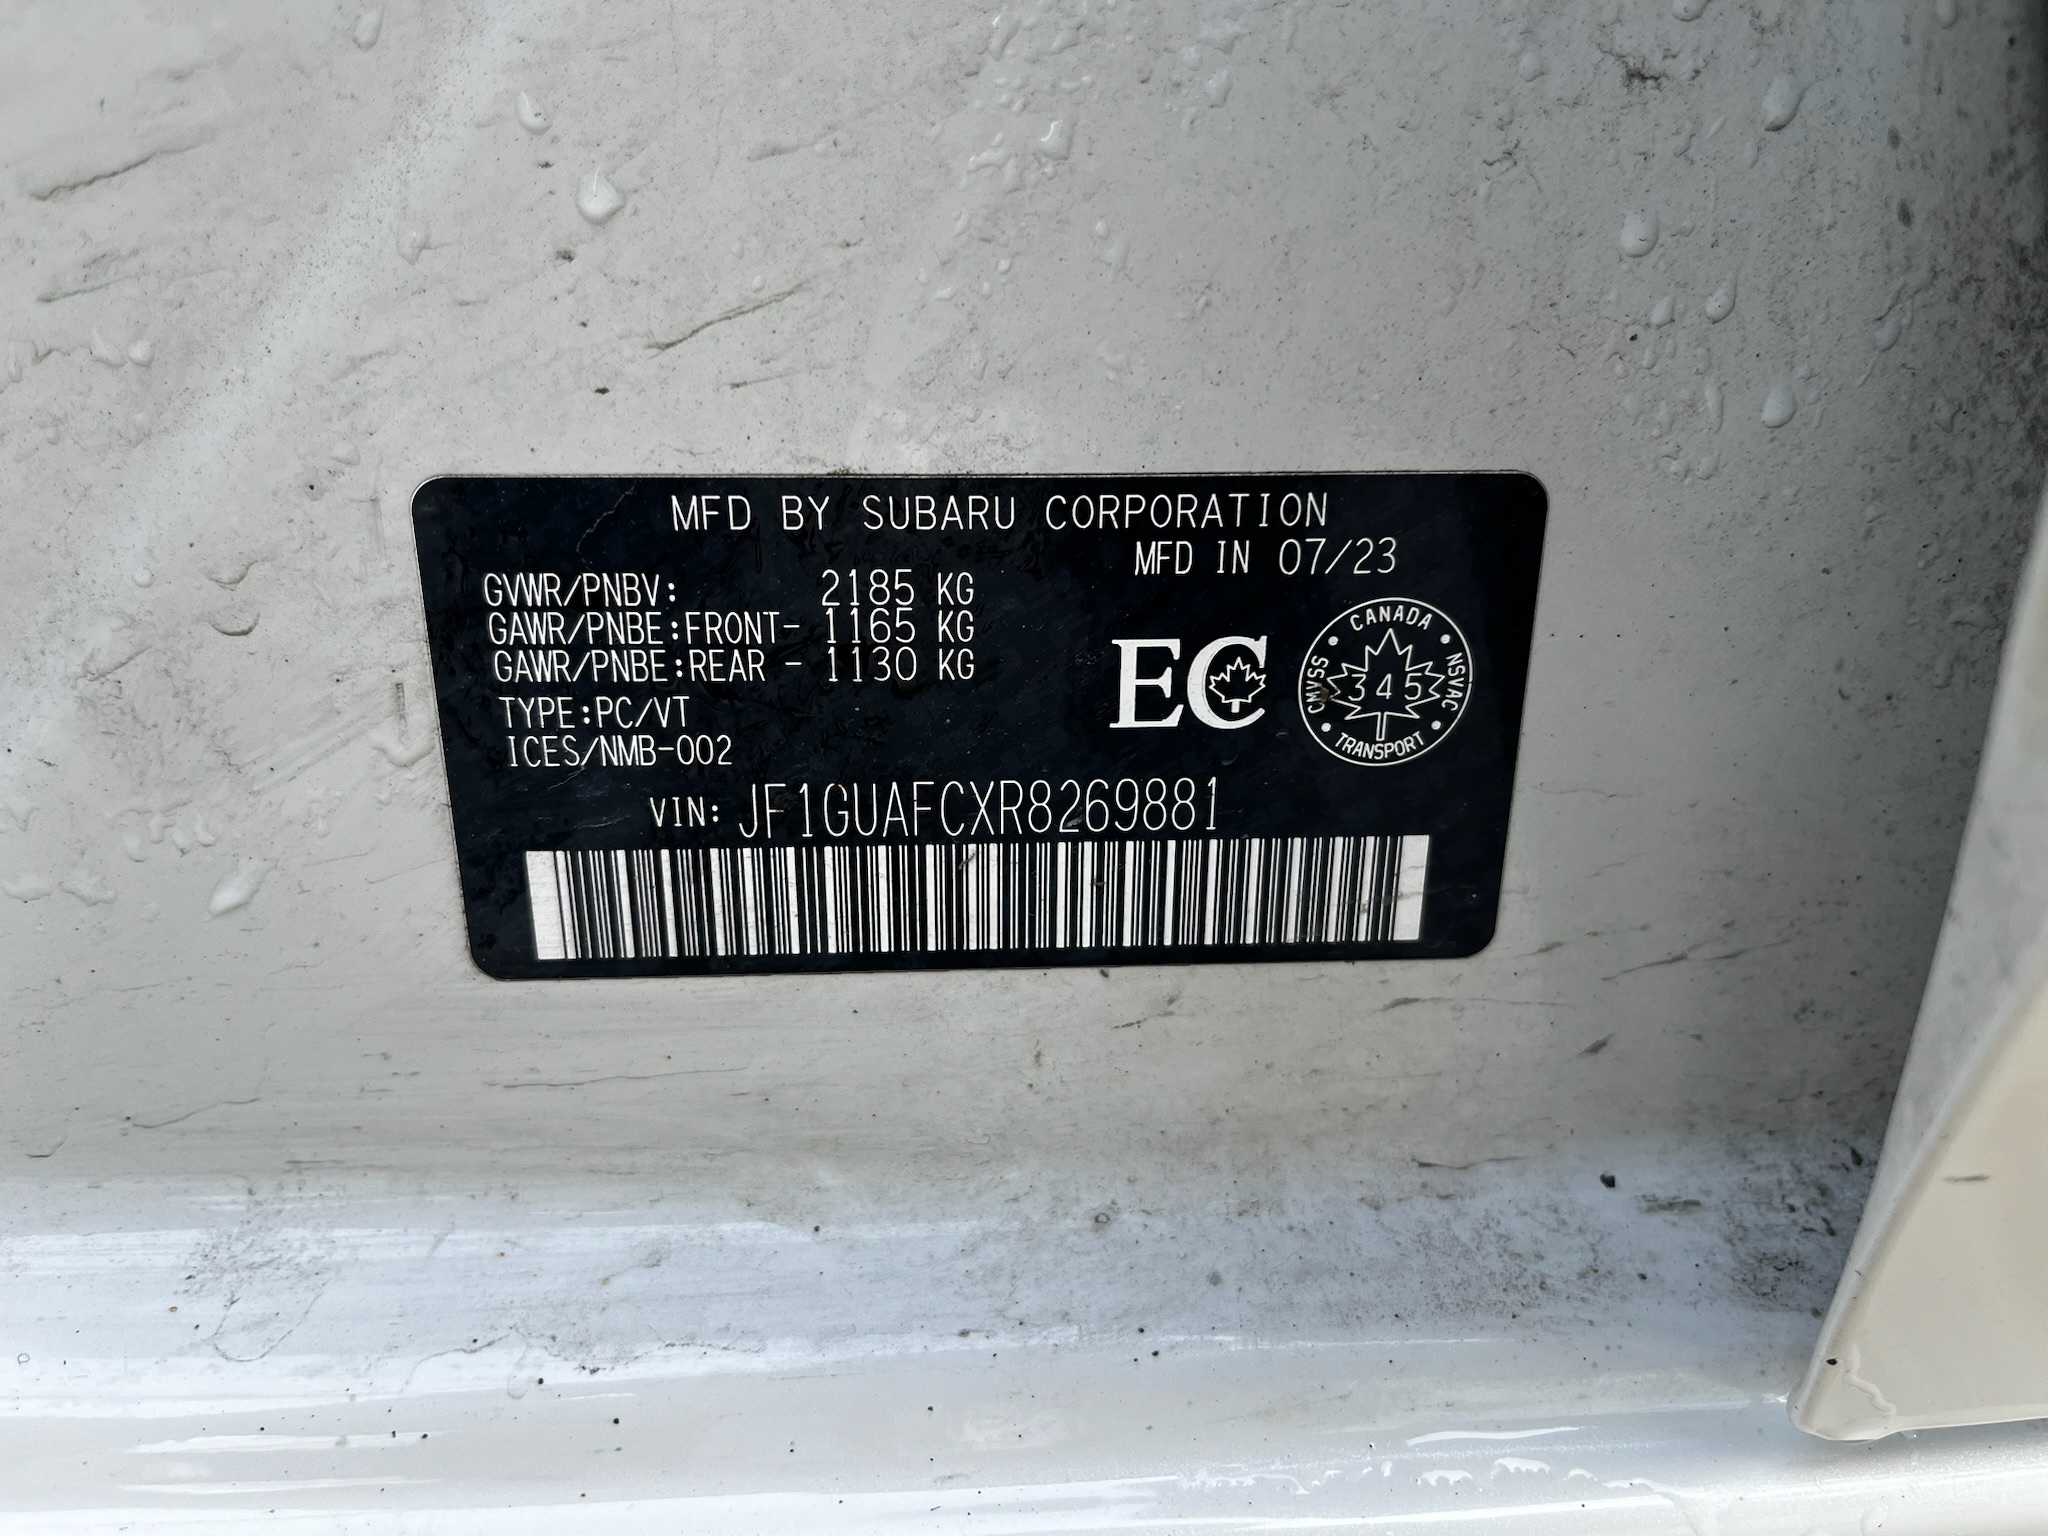 MFD BY SUBARU CORPORATION
MFD IN 07/23
GVWR/PNBV: 2185 KG
GAWR/PNBE:FRONT- 1165 KG
GAWR/PNBE:REAR - 1130 KG
TYPE:PC/VT
ICES/NMB-002
EC
CANADA
CMVSS
345
NSVAC
TRANSPORT
VIN: JF1GUAFCXR8269881